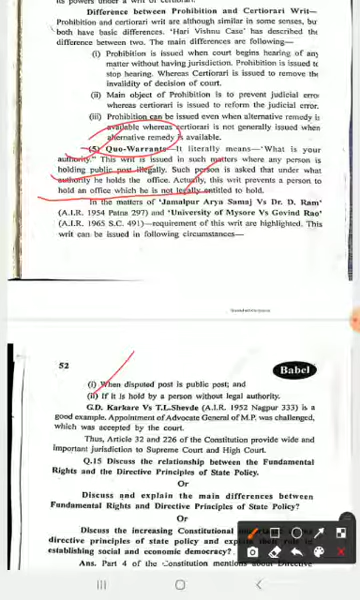 its powers under a writ of certiorari.
Difference between Prohibition and Certiorari Writ—
Prohibition and certiorari writ are although similar in some senses, but
both have basic differences. 'Hari Vishnu Case' has described the
difference between two. The main differences are following—
(i) Prohibition is issued when court begins hearing of any
matter without having jurisdiction. Prohibition is issued to
stop hearing. Whereas Certiorari is issued to remove the
invalidity of decision of court.
(ii) Main object of Prohibition is to prevent judicial error
whereas certiorari is issued to reform the judicial error.
(iii) Prohibition can be issued even when alternative remedy is
available whereas certiorari is not generally issued when
alternative remedy is available.
(5) Quo-Warranto—It literally means—'What is your
authority." This writ is issued in such matters where any person is
holding public post illegally. Such person is asked that under what
authority he holds the office. Actually, this writ prevents a person to
hold an office which he is not legally entitled to hold.
In the matters of 'Jamalpur Arya Samaj Vs Dr. D. Ram'
(A.I.R. 1954 Patna 297) and 'University of Mysore Vs Govind Rao'
(A.I.R. 1965 S.C. 491)—requirement of this writ are highlighted. This
writ can be issued in following circumstances—
52
Babel
(i) When disputed post is public post; and
(ii) If it is hold by a person without legal authority.
G.D. Karkare Vs T.L.Shevde (A.I.R. 1952 Nagpur 333) is a
good example. Appointment of Advocate General of M.P. was challenged,
which was accepted by the court.
Thus, Article 32 and 226 of the Constitution provide wide and
important jurisdiction to Supreme Court and High Court.
Q.15 Discuss the relationship between the Fundamental
Rights and the Directive Principles of State Policy.
Or
Discuss and explain the main differences between
Fundamental Rights and Directive Principles of State Policy?
Or
Discuss the increasing Constitutional
directive principles of state policy and
establishing social and economic democracy?
Ans. Part 4 of the Constitution mentions about Directive